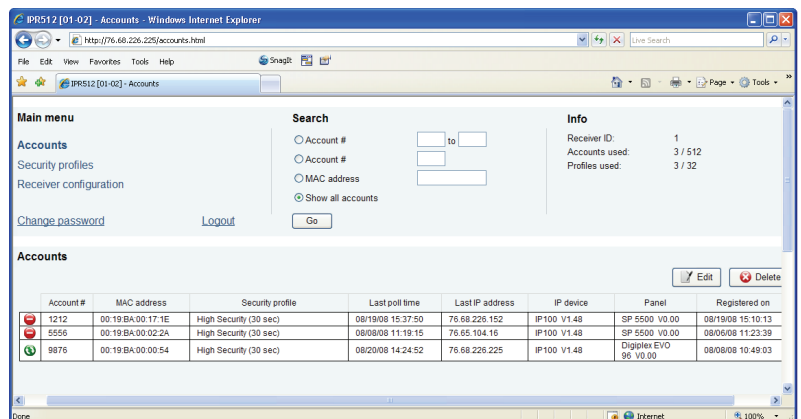 IPR512 [01-02] - Accounts - Windows Internet Explorer
http://76.68.226.225/accounts.html
Live Search
File Edit View Favorites Tools Help
SnagIt
IPR512 [01-02] - Accounts
Page
Tools
Main menu
Accounts
Security profiles
Receiver configuration
Change password
Logout
Search
Account #
to
Account #
MAC address
Show all accounts
Go
Info
Receiver ID: 1
Accounts used: 3 / 512
Profiles used: 3 / 32
Accounts
Edit
Delete
Account # MAC address Security profile Last poll time Last IP address IP device Panel Registered on
1212 00:19:BA:00:17:1E High Security (30 sec) 08/19/08 15:37:50 76.68.226.152 IP100 V1.48 SP 5500 V0.00 08/19/08 15:10:13
5556 00:19:BA:00:02:2A High Security (30 sec) 08/08/08 11:19:15 76.65.104.16 IP100 V1.48 SP 5500 V0.00 08/06/08 11:23:39
9876 00:19:BA:00:00:54 High Security (30 sec) 08/20/08 14:24:52 76.68.226.225 IP100 V1.48 Digiplex EVO 08/08/08 10:49:03
96 V0.00
Done
Internet
100%